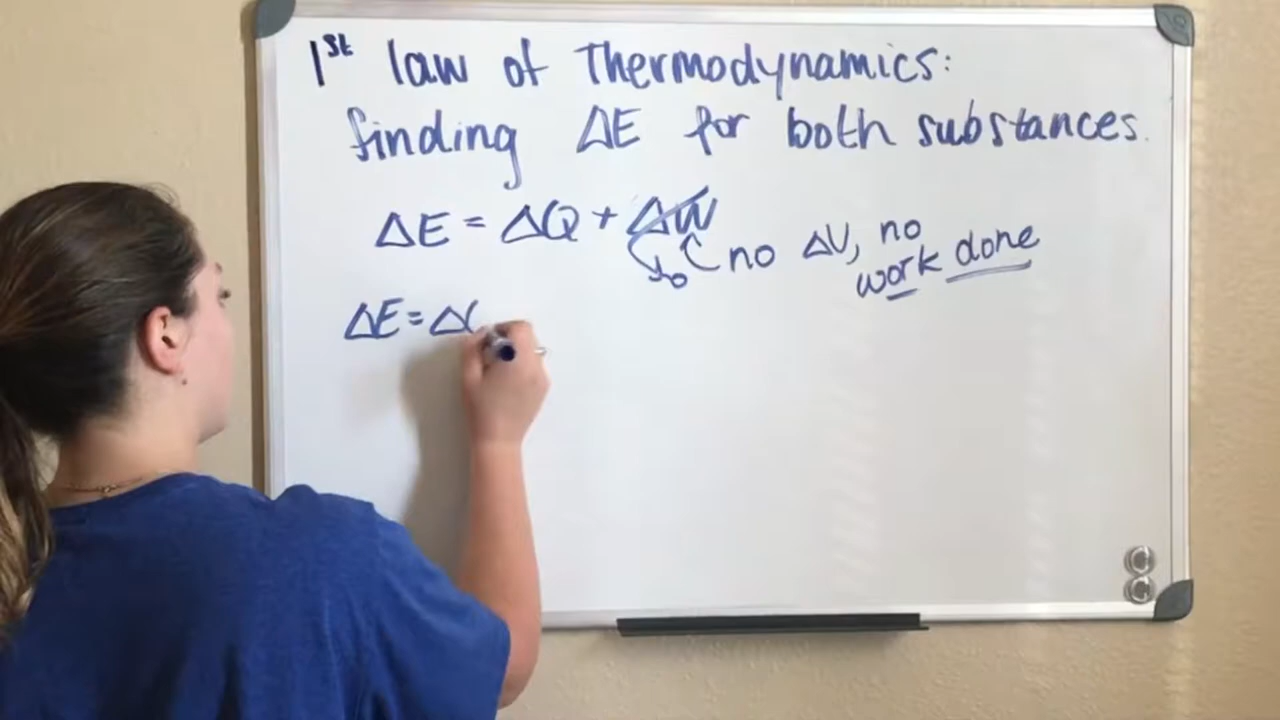 1st law of Thermodynamics:
finding ΔE for both substances.
ΔE = ΔQ + ΔW
0 no ΔV, no
work done
ΔE = Δ